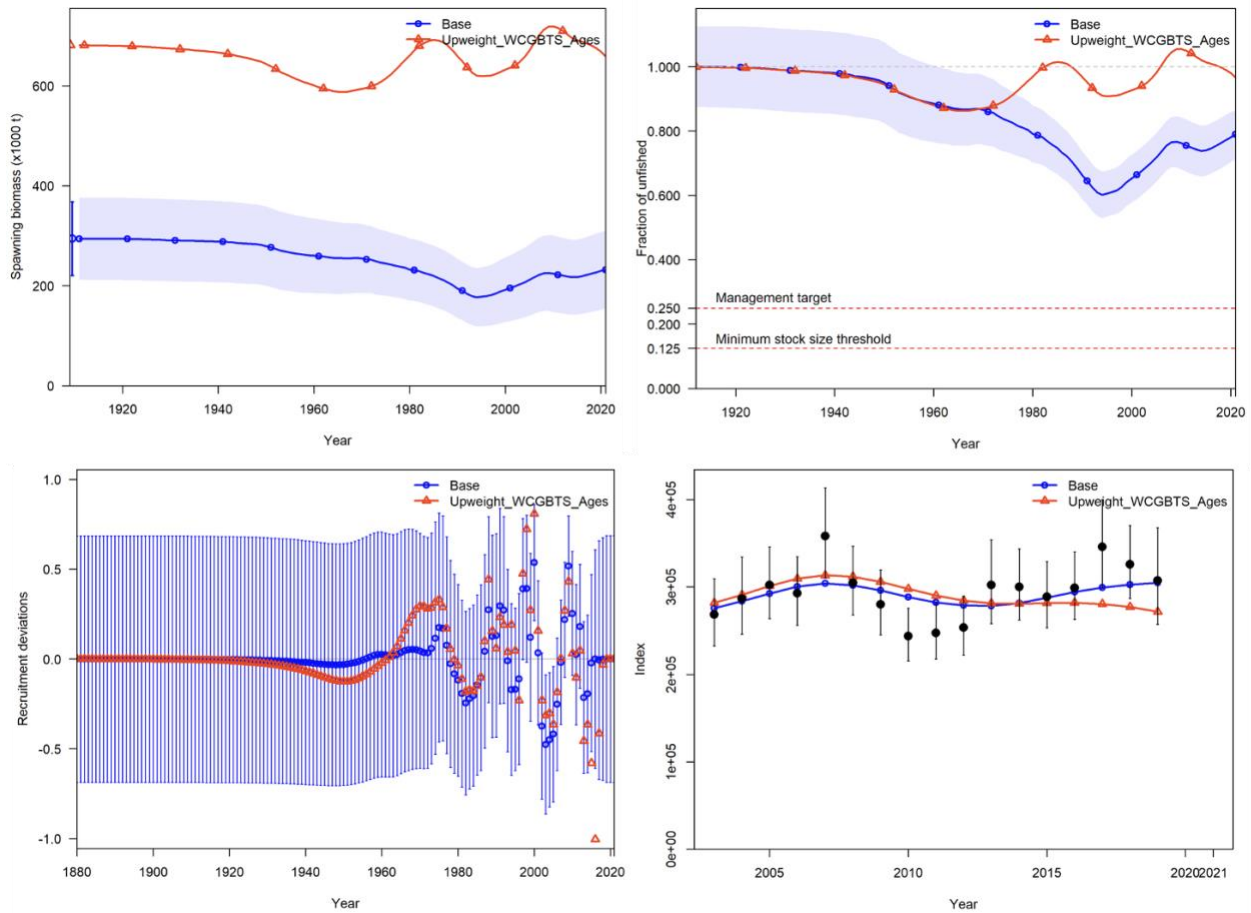 Base
Upweight_WCGBTS_Ages
Spawning biomass (x1000 t)
600
400
200
0
1920 1940 1960 1980 2000 2020
Year
Base
Upweight_WCGBTS_Ages
Fraction of unfished
1.000
0.800
0.600
0.400
Management target
0.250
0.200
Minimum stock size threshold
0.125
0.000
1920 1940 1960 1980 2000 2020
Year
Base
Upweight_WCGBTS_Ages
Recruitment deviations
1.0
0.5
0.0
-0.5
-1.0
1880 1900 1920 1940 1960 1980 2000 2020
Year
Base
Upweight_WCGBTS_Ages
Index
4e+05
3e+05
2e+05
1e+05
0e+00
2005 2010 2015 2020 2021
Year